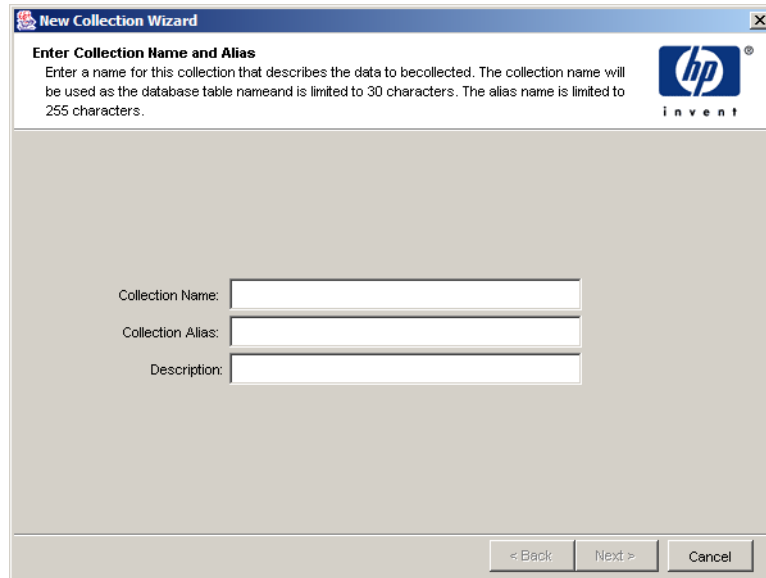 New Collection Wizard
Enter Collection Name and Alias
Enter a name for this collection that describes the data to becollected. The collection name will
be used as the database table nameand is limited to 30 characters. The alias name is limited to
255 characters.
hp
®
invent
Collection Name:
Collection Alias:
Description:
< Back
Next >
Cancel